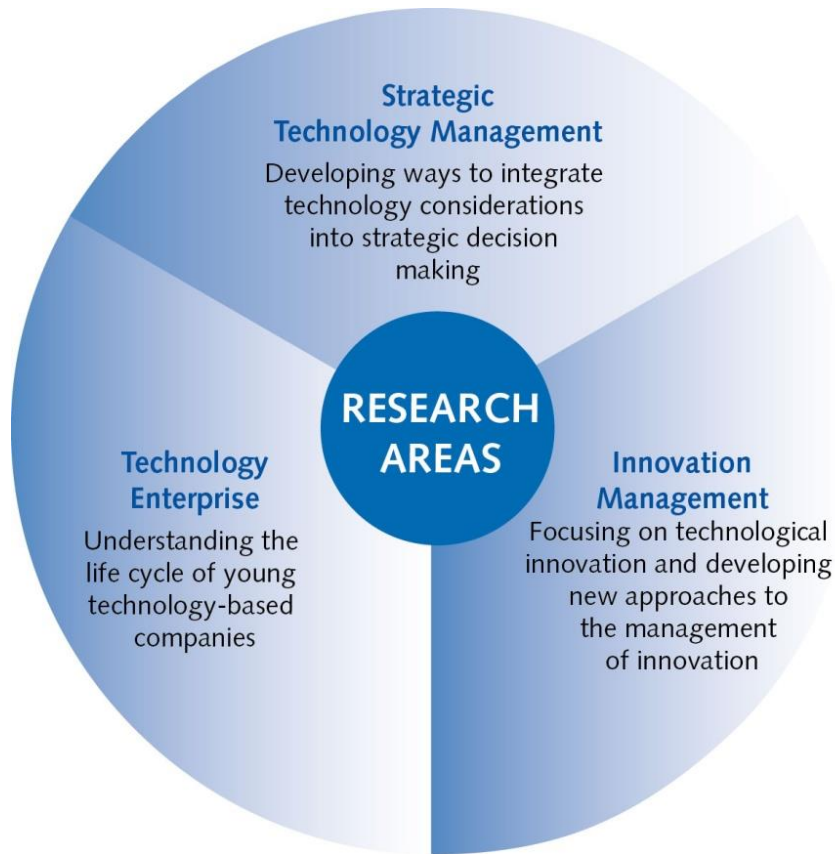 Strategic
Technology Management
Developing ways to integrate
technology considerations
into strategic decision
making
RESEARCH
AREAS
Technology
Enterprise
Understanding the
life cycle of young
technology-based
companies
Innovation
Management
Focusing on technological
innovation and developing
new approaches to
the management
of innovation